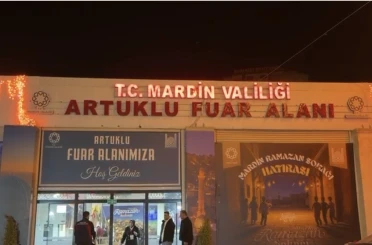 T.C. MARDİN VALİLİĞİ
ARTUKLU FUAR ALANI
ARTUKLU
FUAR ALANIMIZA
Hoş Geldiniz
MARDİN RAMAZAN SOKAĞI
HATIRASI